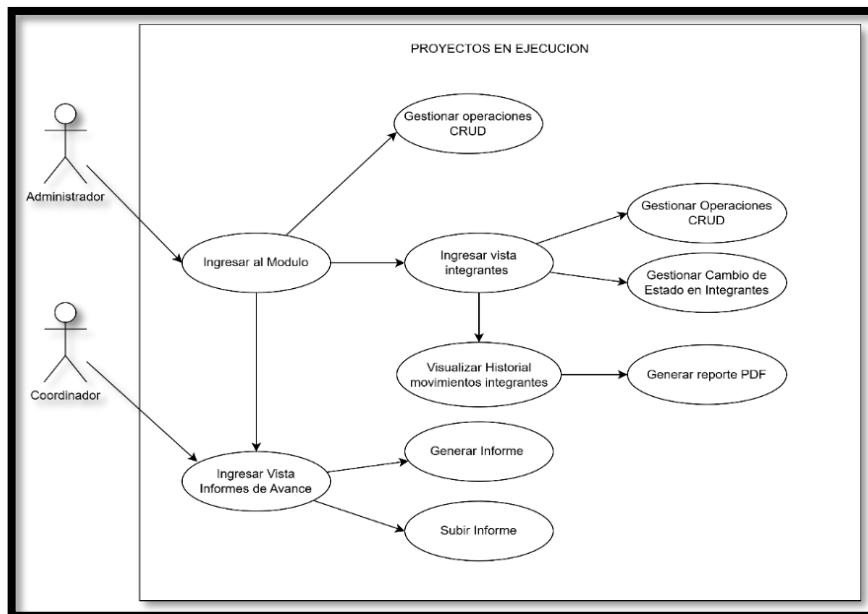 PROYECTOS EN EJECUCION
Gestionar operaciones
CRUD
Administrador
Gestionar Operaciones
CRUD
Ingresar al Modulo
Ingresar vista
integrantes
Gestionar Cambio de
Estado en Integrantes
Visualizar Historial
movimientos integrantes
Generar reporte PDF
Coordinador
Generar Informe
Ingresar Vista
Informes de Avance
Subir Informe